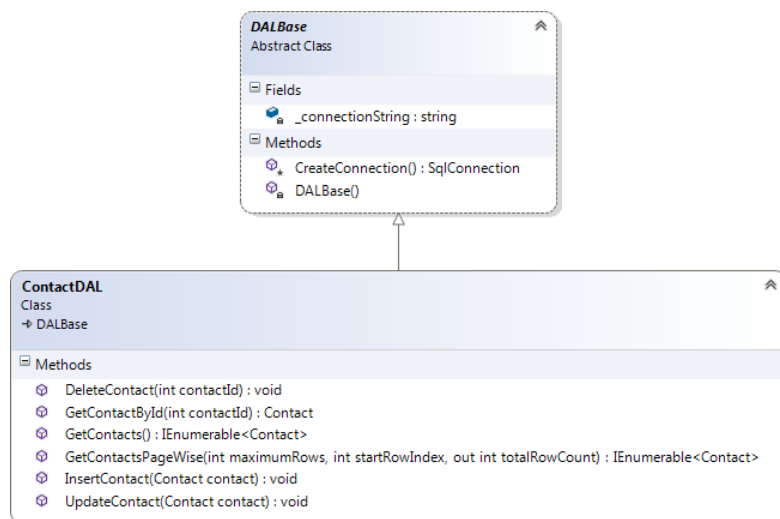 DALBase
Abstract Class
Fields
_connectionString : string
Methods
CreateConnection() : SqlConnection
DALBase()
ContactDAL
Class
DALBase
Methods
DeleteContact(int contactId) : void
GetContactById(int contactId) : Contact
GetContacts() : IEnumerable<Contact>
GetContactsPageWise(int maximumRows, int startRowIndex, out int totalRowCount) : IEnumerable<Contact>
InsertContact(Contact contact) : void
UpdateContact(Contact contact) : void